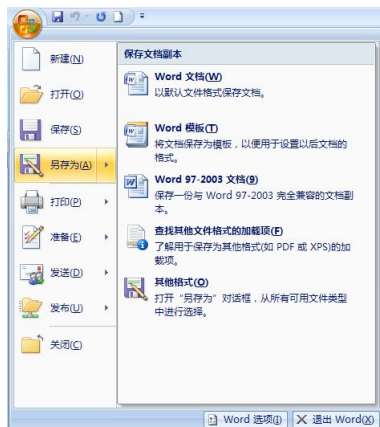 新建(N)
打开(O)
保存(S)
另存为(A)
打印(P)
准备(E)
发送(D)
发布(U)
关闭(C)
保存文档副本
Word 文档(W)
以默认文件格式保存文档。
Word 模板(T)
将文档保存为模板，以便用于设置以后文档的
格式。
Word 97-2003 文档(9)
保存一份与 Word 97-2003 完全兼容的文档副
本。
查找其他文件格式的加载项(F)
了解用于保存为其他格式(如 PDF 或 XPS)的加
载项。
其他格式(O)
打开“另存为”对话框，从所有可用文件类型
中进行选择。
Word 选项(I)
退出 Word(X)